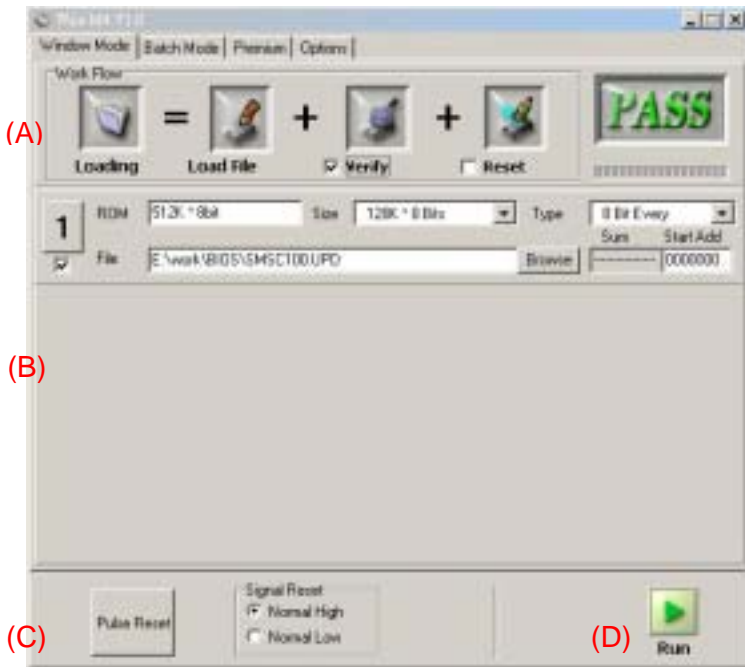 Window Mode Batch Mode Premium Options
Work Flow
(A)
= + +
PASS
Loading Load File Verify Reset
1
ROM 512K * 8bit Size 128K * 8 Bits Type 8 Bit Every
Sum Start Add
File E:\work\BIOS\SMSC100.UPD Browse -------- 0000000
(B)
Signal Reset
Pulse Reset
Normal High
Normal Low
(C)
(D)
Run